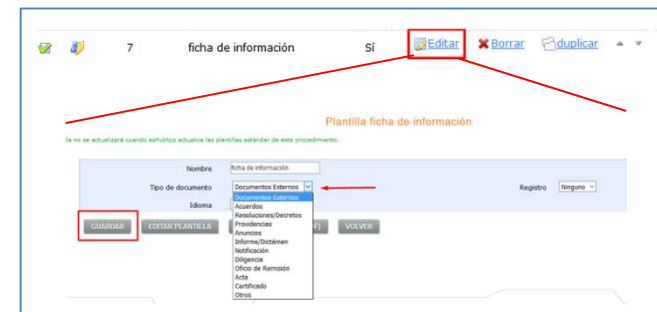 7 ficha de información Sí Editar Borrar duplicar
Plantilla ficha de información
lla no se actualizará cuando esPublico actualice las plantillas estándar de este procedimiento.
Nombre ficha de información
Tipo de documento Documentos Externos Registro Ninguno
Idioma Documentos Externos
Acuerdos
Resoluciones/Decretos
Providencias
GUARDAR EDITAR PLANTILLA Anuncios F) VOLVER
Informe/Dictámen
Notificación
Diligencia
Oficio de Remisión
Acta
Certificado
Otros